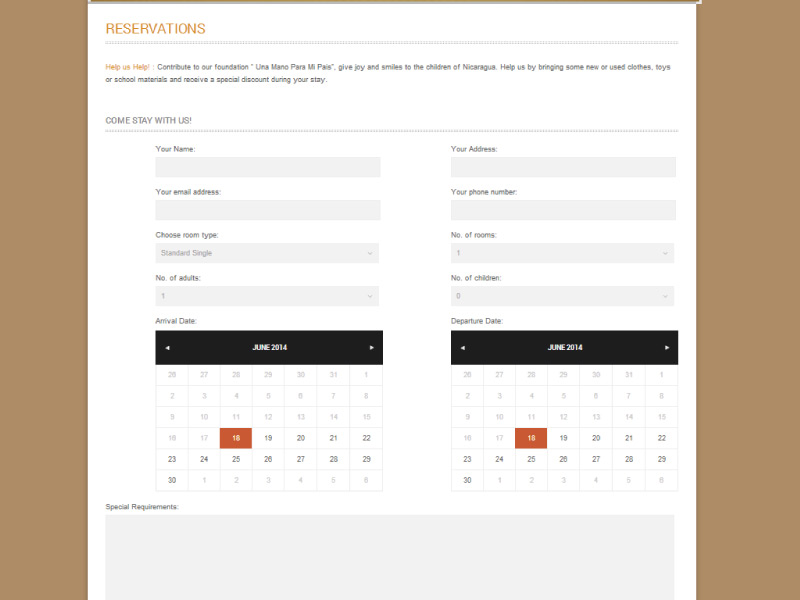 RESERVATIONS
Help us Help! : Contribute to our foundation " Una Mano Para Mi Pais", give joy and smiles to the children of Nicaragua. Help us by bringing some new or used clothes, toys
or school materials and receive a special discount during your stay.
COME STAY WITH US!
Your Name: Your Address:
Your email address: Your phone number:
Choose room type: No. of rooms:
Standard Single 1
No. of adults: No. of children:
1 0
Arrival Date: Departure Date:
◄ JUNE 2014 ► ◄ JUNE 2014 ►
26 27 28 29 30 31 1 26 27 28 29 30 31 1
2 3 4 5 6 7 8 2 3 4 5 6 7 8
9 10 11 12 13 14 15 9 10 11 12 13 14 15
16 17 18 19 20 21 22 16 17 18 19 20 21 22
23 24 25 26 27 28 29 23 24 25 26 27 28 29
30 1 2 3 4 5 6 30 1 2 3 4 5 6
Special Requirements: